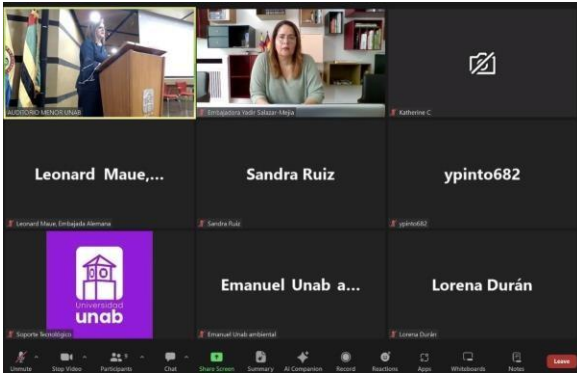 AUDITORIO MENOR UNAB
Embajadora Yadir Salazar-Mejía
Katherine C
Leonard Maue,...
Leonard Maue, Embajada Alemana
Sandra Ruiz
Sandra Ruiz
ypinto682
ypinto682
Universidad
unab
Soporte Tecnológico
Emanuel Unab a...
Emanuel Unab ambiental
Lorena Durán
Lorena Durán
Unmute
Stop Video
Participants
9
Chat
Share Screen
Summary
AI Companion
Record
Reactions
Apps
Whiteboards
Notes
Leave